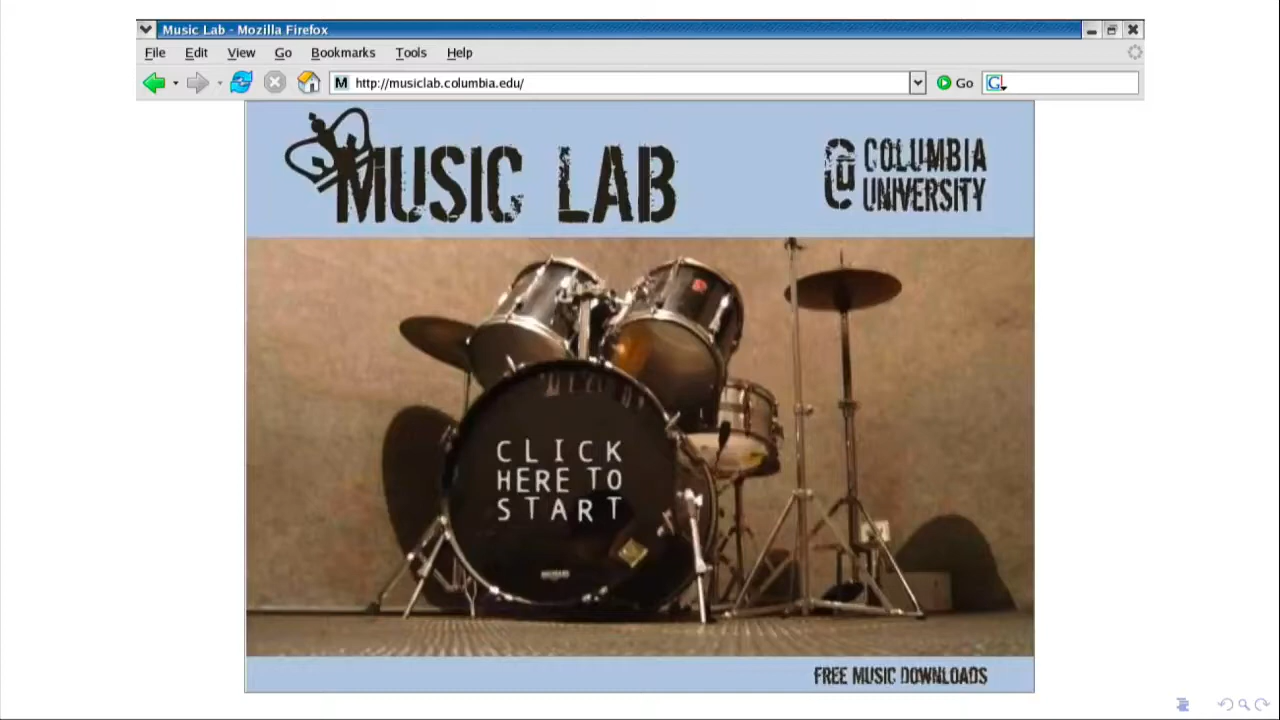 Music Lab - Mozilla Firefox
File Edit View Go Bookmarks Tools Help
http://musiclab.columbia.edu/ Go
MUSIC LAB
@ COLUMBIA
UNIVERSITY
CLICK
HERE TO
START
FREE MUSIC DOWNLOADS